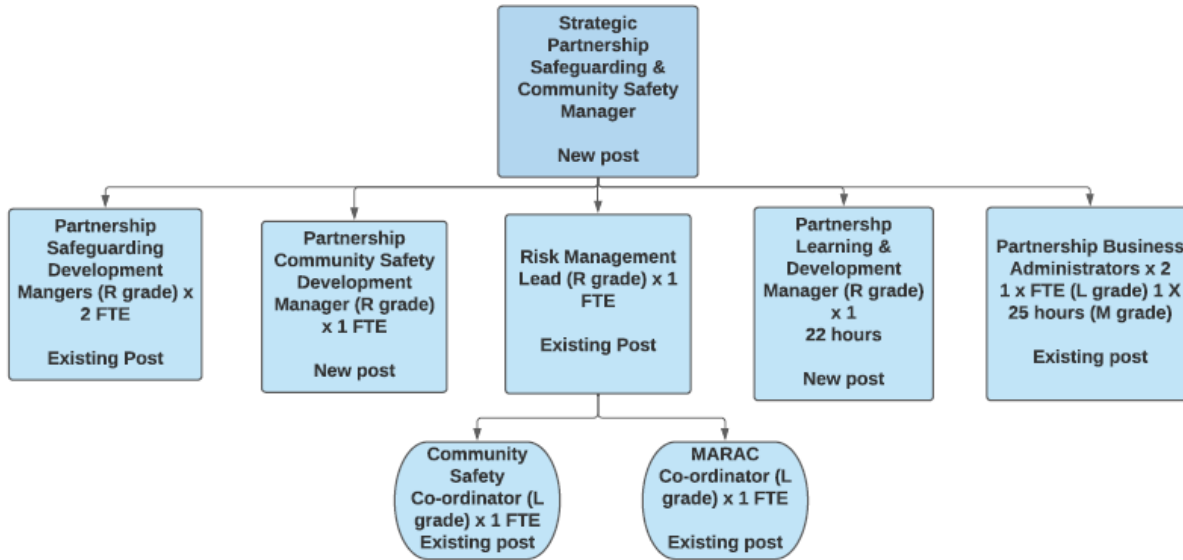 Strategic
Partnership
Safeguarding &
Community Safety
Manager
New post
Partnership
Safeguarding
Development
Mangers (R grade) x
2 FTE
Existing Post
Partnership
Community Safety
Development
Manager (R grade)
x 1 FTE
New post
Risk Management
Lead (R grade) x 1
FTE
Existing Post
Partnershp
Learning &
Development
Manager (R grade)
x 1
22 hours
New post
Partnership Business
Administrators x 2
1 x FTE (L grade) 1 X
25 hours (M grade)
Existing post
Community
Safety
Co-ordinator (L
grade) x 1 FTE
Existing post
MARAC
Co-ordinator (L
grade) x 1 FTE
Existing post